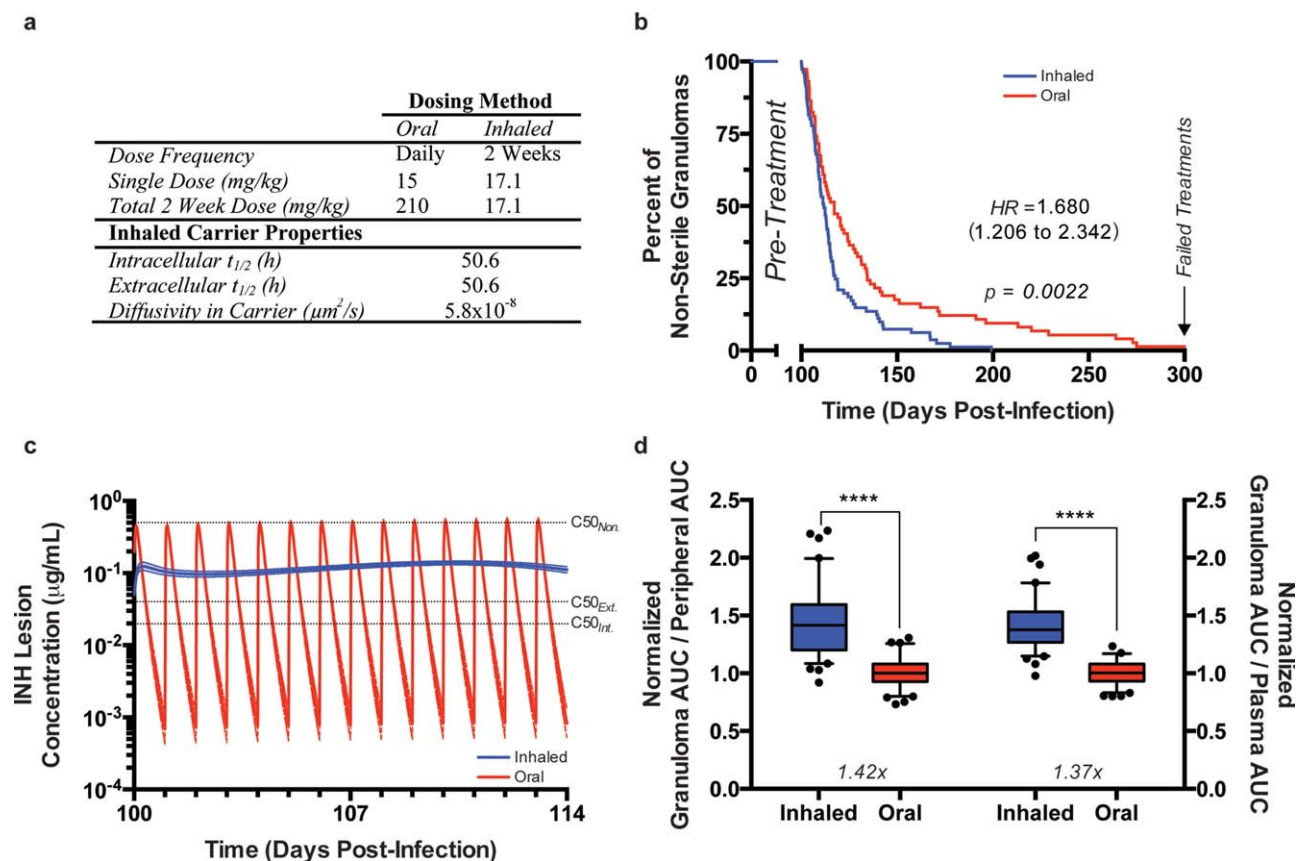 a
Dosing Method
Oral Inhaled
Dose Frequency Daily 2 Weeks
Single Dose (mg/kg) 15 17.1
Total 2 Week Dose (mg/kg) 210 17.1
Inhaled Carrier Properties
Intracellular t1/2 (h) 50.6
Extracellular t1/2 (h) 50.6
Diffusivity in Carrier (μm²/s) 5.8x10⁻⁸
b
Percent of
Non-Sterile Granulomas
100
75
50
25
0
Pre-Treatment
Inhaled
Oral
HR =1.680
(1.206 to 2.342)
p = 0.0022
Failed Treatments
0 100 150 200 250 300
Time (Days Post-Infection)
c
INH Lesion
Concentration (μg/mL)
10⁰
10⁻¹
10⁻²
10⁻³
10⁻⁴
C50Non.
C50Ext.
C50Int.
Inhaled
Oral
100 107 114
Time (Days Post-Infection)
d
Normalized
Granuloma AUC / Peripheral AUC
2.5
2.0
1.5
1.0
0.5
0.0
****
****
1.42x
1.37x
Inhaled Oral Inhaled Oral
2.5
2.0
1.5
1.0
0.5
0.0
Normalized
Granuloma AUC / Plasma AUC